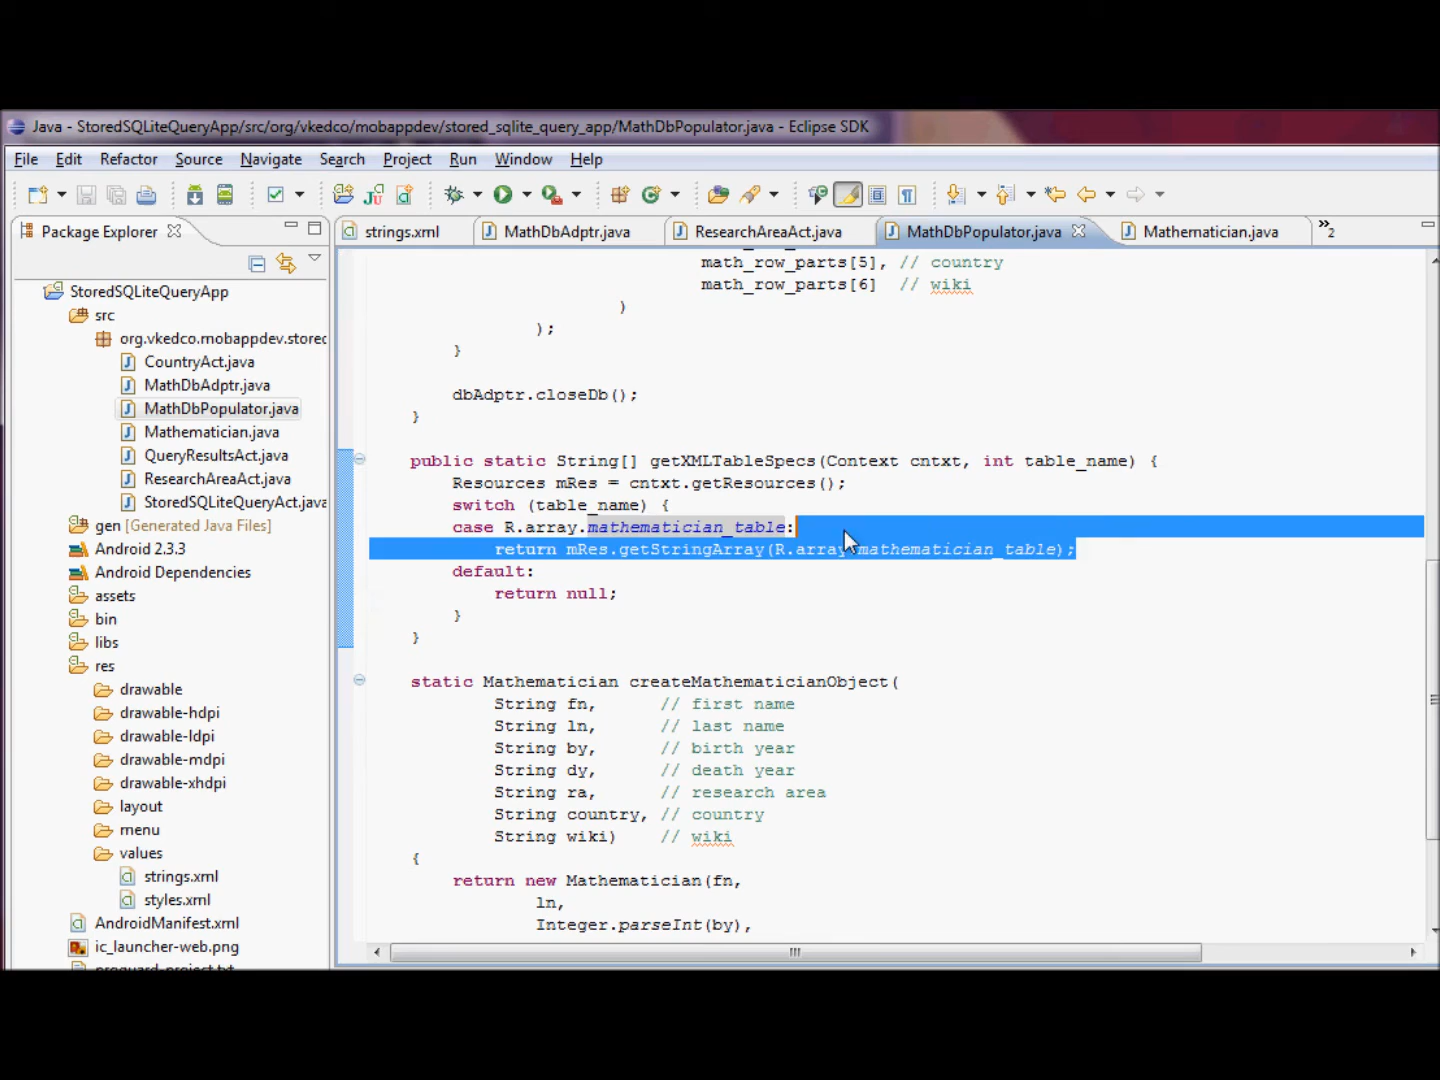 Java - StoredSQLiteQueryApp/src/org/vkedco/mobappdev/stored_sqlite_query_app/MathDbPopulator.java - Eclipse SDK
File Edit Refactor Source Navigate Search Project Run Window Help
Package Explorer
strings.xml MathDbAdptr.java ResearchAreaAct.java MathDbPopulator.java Mathematician.java »2
StoredSQLiteQueryApp
src
org.vkedco.mobappdev.stored
CountryAct.java
MathDbAdptr.java
MathDbPopulator.java
Mathematician.java
QueryResultsAct.java
ResearchAreaAct.java
StoredSQLiteQueryAct.java
gen [Generated Java Files]
Android 2.3.3
Android Dependencies
assets
bin
libs
res
drawable
drawable-hdpi
drawable-ldpi
drawable-mdpi
drawable-xhdpi
layout
menu
values
strings.xml
styles.xml
AndroidManifest.xml
ic_launcher-web.png
proguard-project.txt
math_row_parts[5], // country
math_row_parts[6] // wiki
)
);
}
dbAdptr.closeDb();
}
public static String[] getXMLTableSpecs(Context cntxt, int table_name) {
Resources mRes = cntxt.getResources();
switch (table_name) {
case R.array.mathematician_table:
return mRes.getStringArray(R.array.mathematician_table);
default:
return null;
}
}
static Mathematician createMathematicianObject(
String fn, // first name
String ln, // last name
String by, // birth year
String dy, // death year
String ra, // research area
String country, // country
String wiki) // wiki
{
return new Mathematician(fn,
ln,
Integer.parseInt(by),